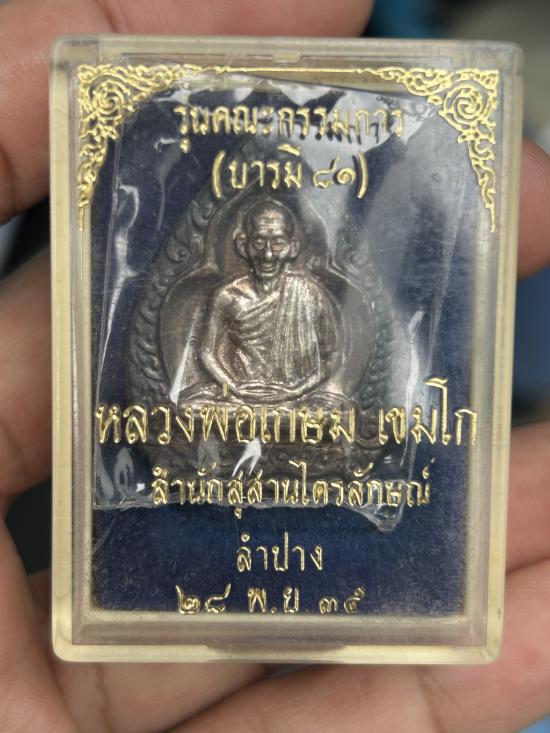 รุ่นคณะกรรมการ
(บารมี ๘๑)
หลวงพ่อเกษม เขมโก
สำนักสุสานไตรลักษณ์
ลำปาง
๒๘ พ.ย ๓๕